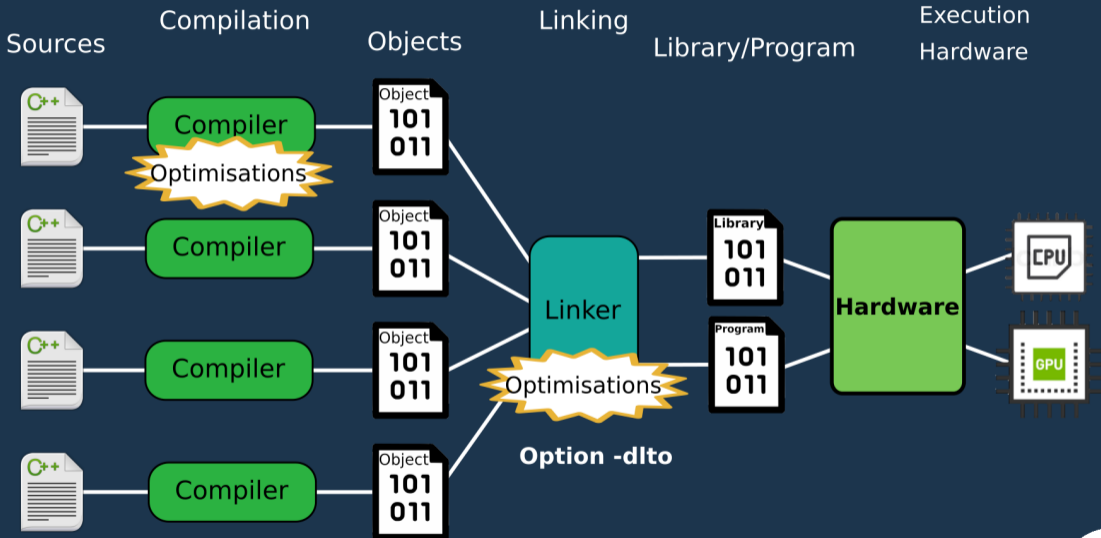 Sources
Compilation
Objects
Linking
Library/Program
Execution
Hardware
C++
Compiler
Optimisations
Object
101
011
C++
Compiler
Object
101
011
C++
Compiler
Object
101
011
C++
Compiler
Object
101
011
Linker
Optimisations
Option -dlto
Library
101
011
Program
101
011
Hardware
CPU
GPU